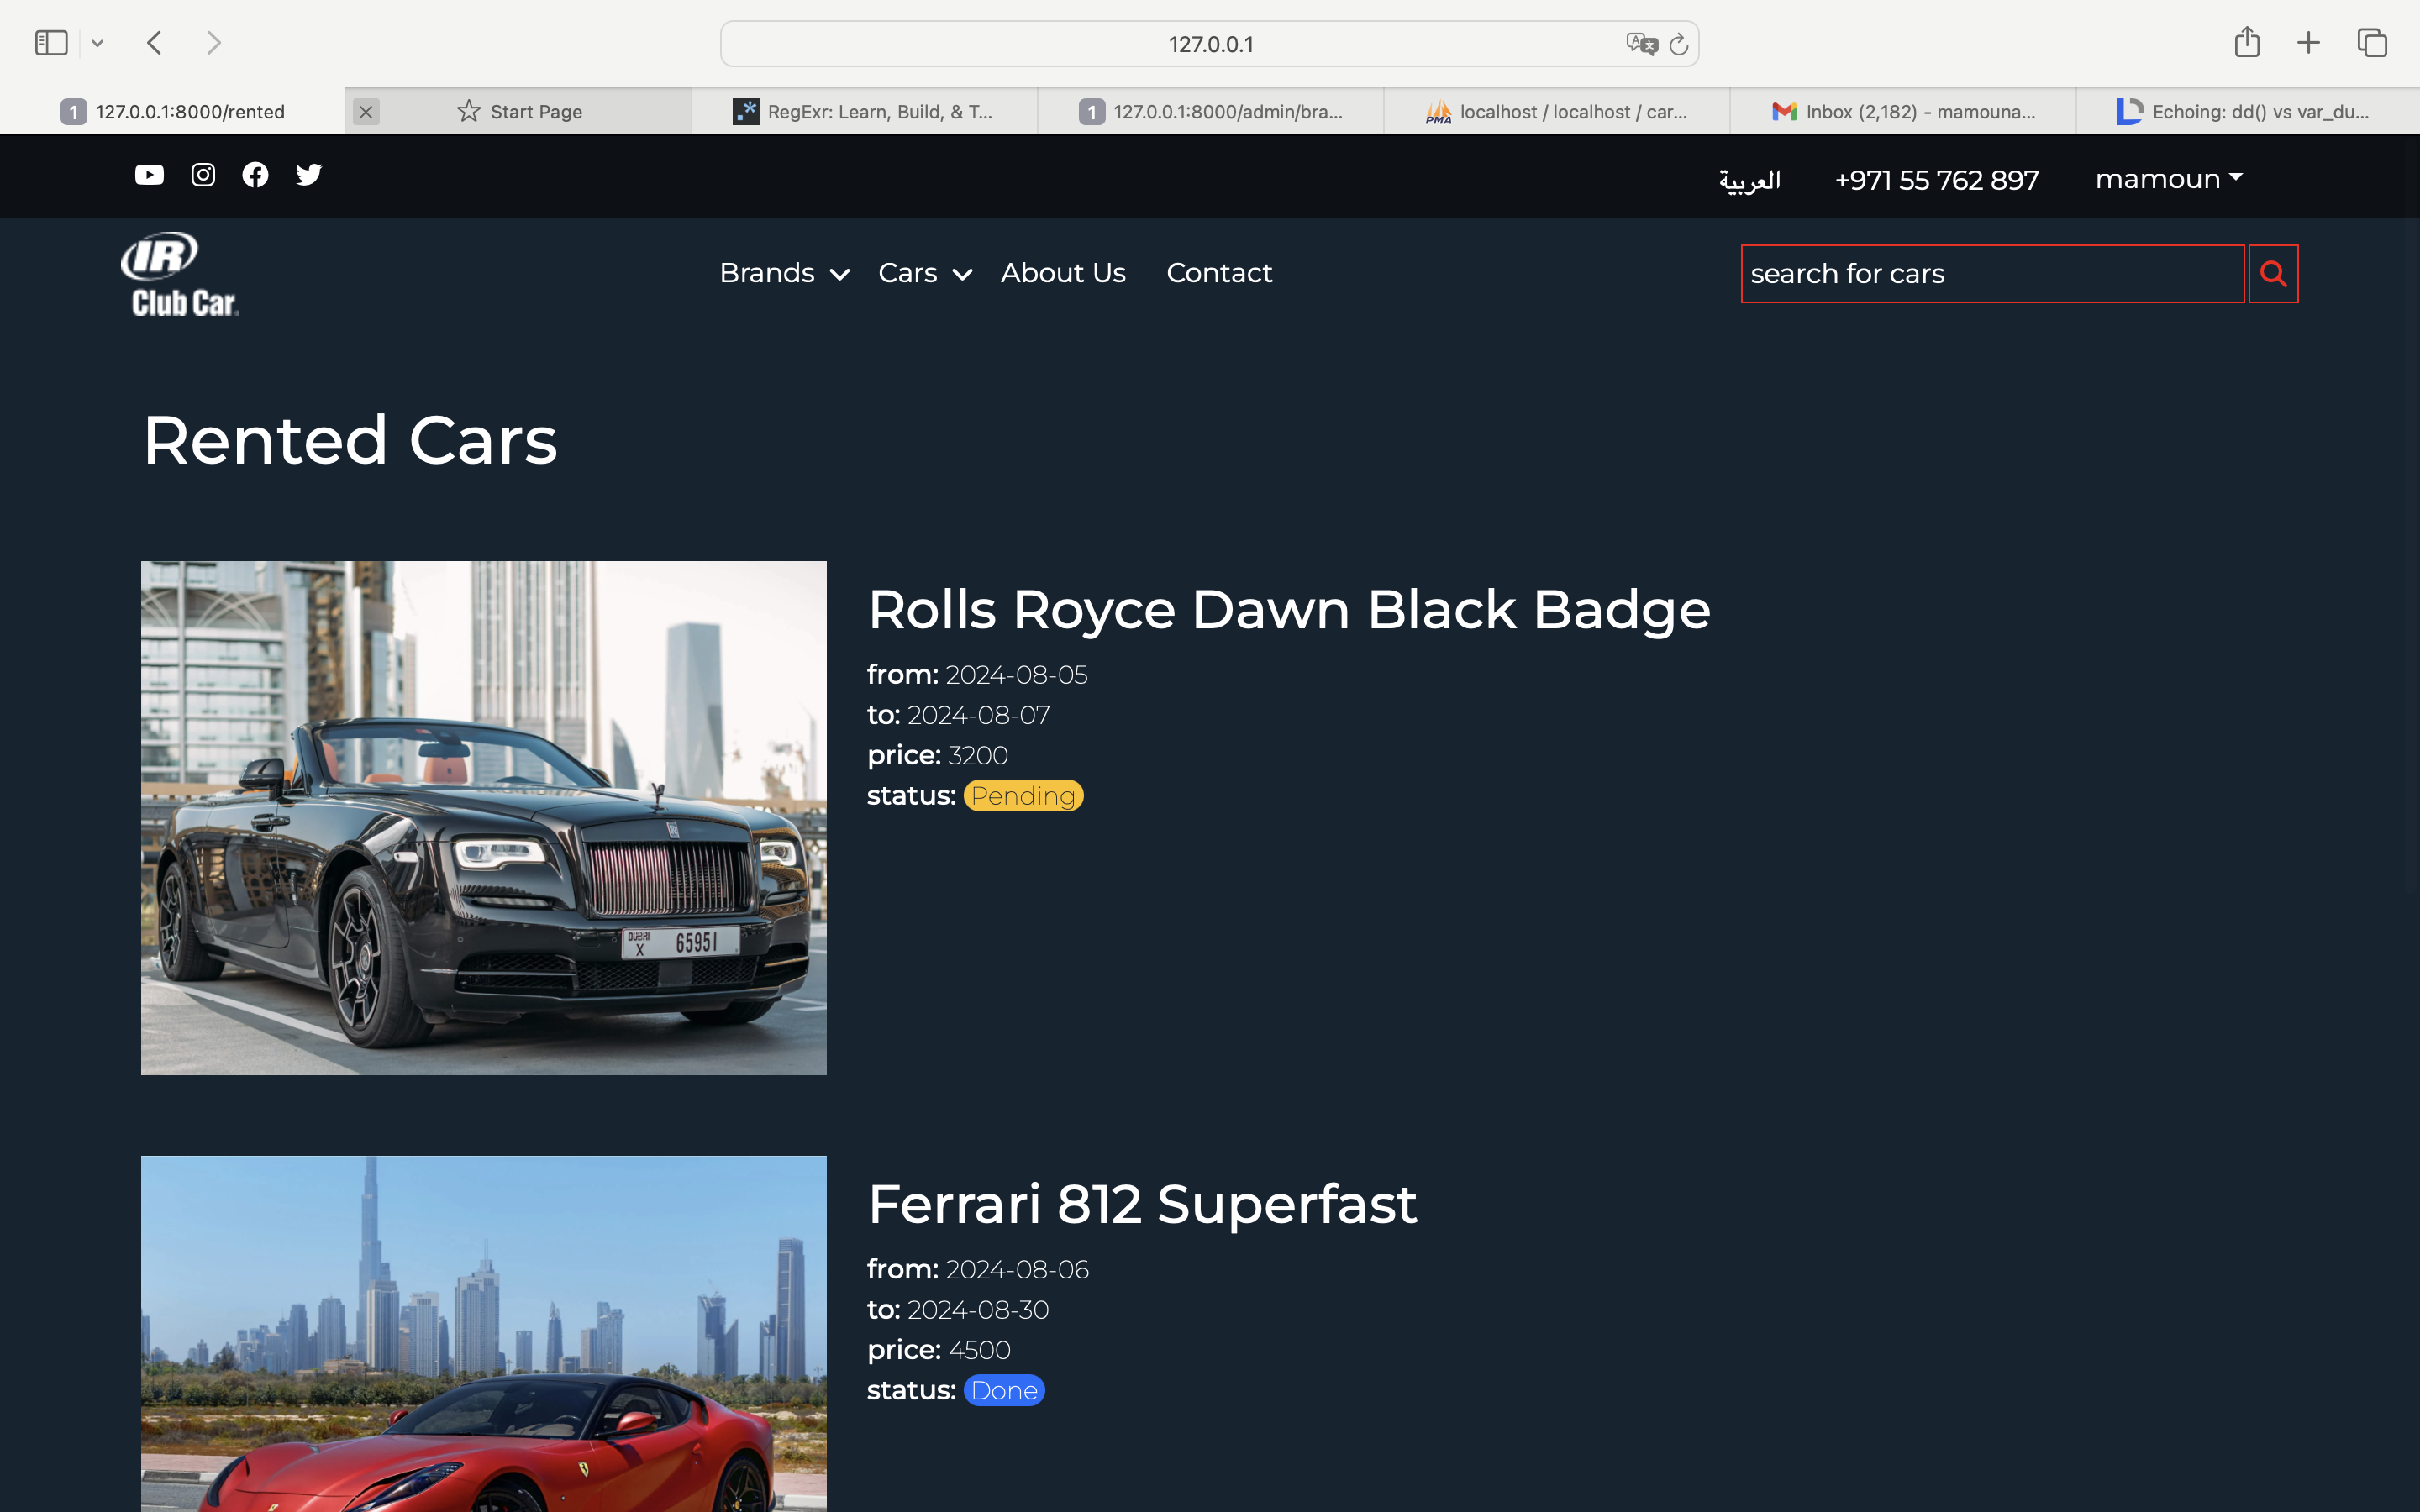 127.0.0.1
127.0.0.1:8000/rented
Start Page
RegExr: Learn, Build, & T...
127.0.0.1:8000/admin/bra...
localhost / localhost / car...
Inbox (2,182) - mamouna...
Echoing: dd() vs var_du...
العربية
+971 55 762 897
mamoun
IR
Club Car
Brands
Cars
About Us
Contact
search for cars
Rented Cars
Rolls Royce Dawn Black Badge
from: 2024-08-05
to: 2024-08-07
price: 3200
status: Pending
DUBAI
X 65951
Ferrari 812 Superfast
from: 2024-08-06
to: 2024-08-30
price: 4500
status: Done